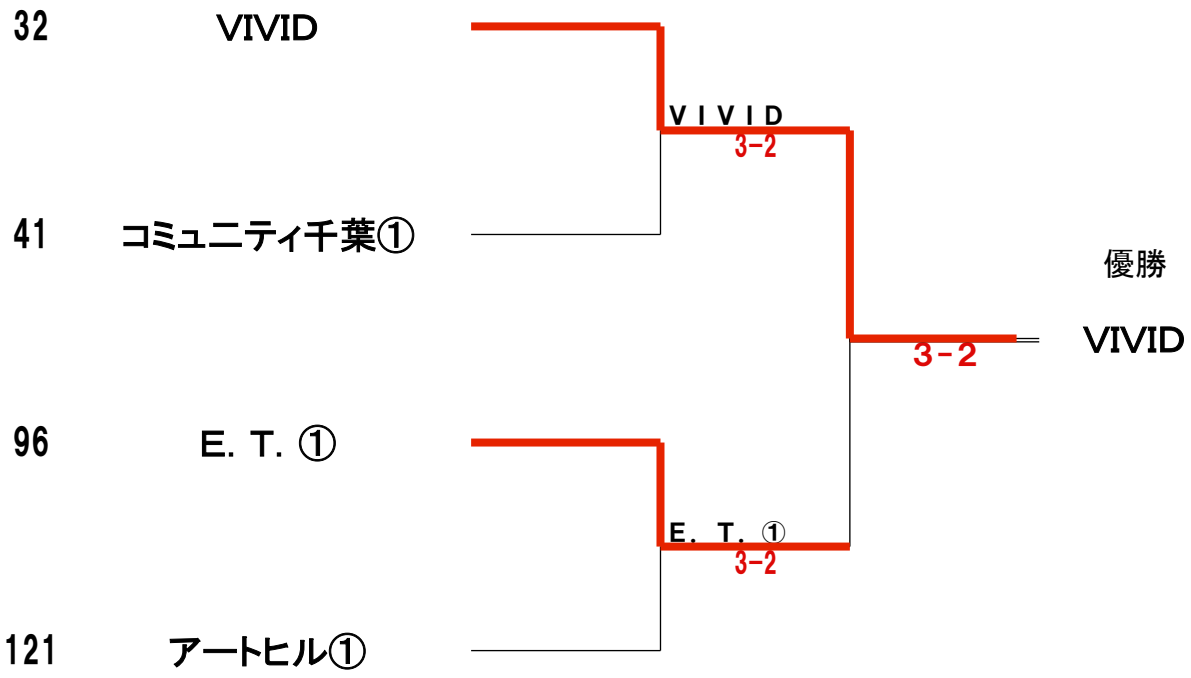 32 VIVID
VIVID
3-2
41 コミュニティ千葉①
優勝
VIVID
3-2
96 E. T. ①
E. T. ①
3-2
121 アートヒル①